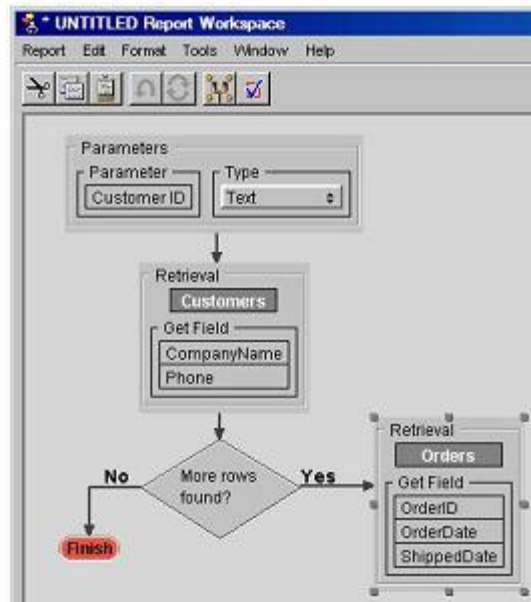 * UNTITLED Report Workspace
Report Edit Format Tools Window Help
Parameters
Parameter
Customer ID
Type
Text
Retrieval
Customers
Get Field
CompanyName
Phone
More rows
found?
No
Yes
Finish
Retrieval
Orders
Get Field
OrderID
OrderDate
ShippedDate